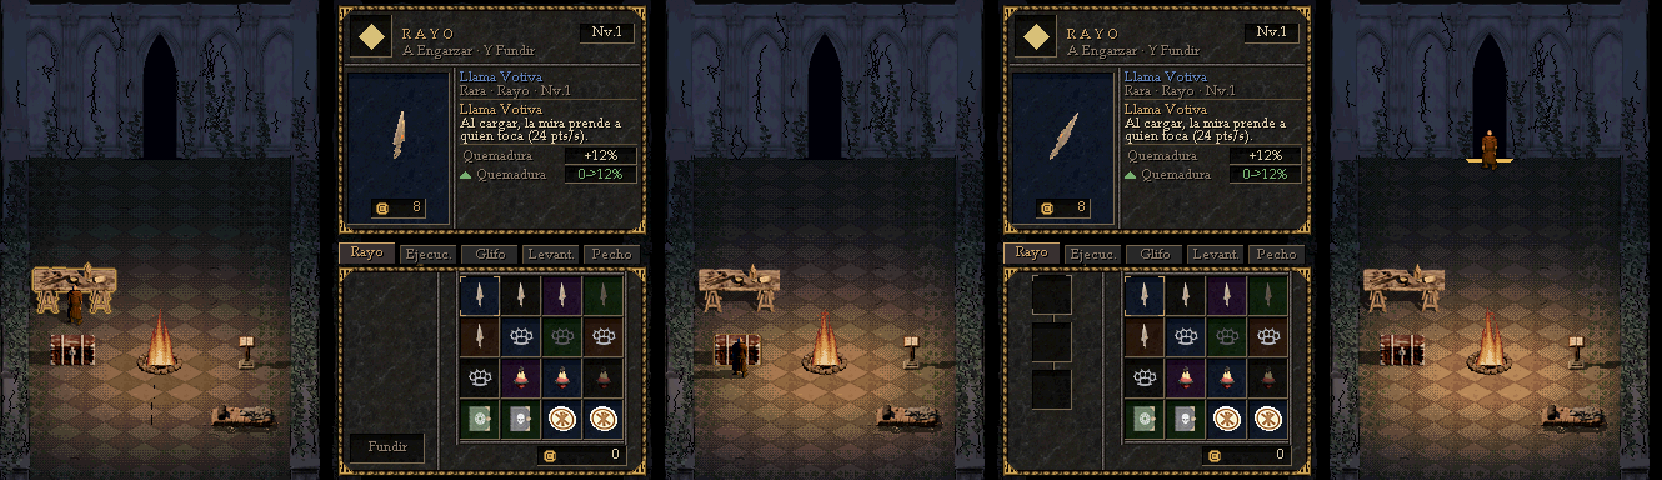 RAYO
Nv.1
A Engarzar · Y Fundir
Llama Votiva
Rara · Rayo · Nv.1
Llama Votiva
Al cargar, la mira prende a
quien toca (24 pts/s).
Quemadura +12%
Quemadura 0->12%
8
Rayo Ejecuc. Glifo Levant. Pecho
Fundir
0
RAYO
Nv.1
A Engarzar · Y Fundir
Llama Votiva
Rara · Rayo · Nv.1
Llama Votiva
Al cargar, la mira prende a
quien toca (24 pts/s).
Quemadura +12%
Quemadura 0->12%
8
Rayo Ejecuc. Glifo Levant. Pecho
0